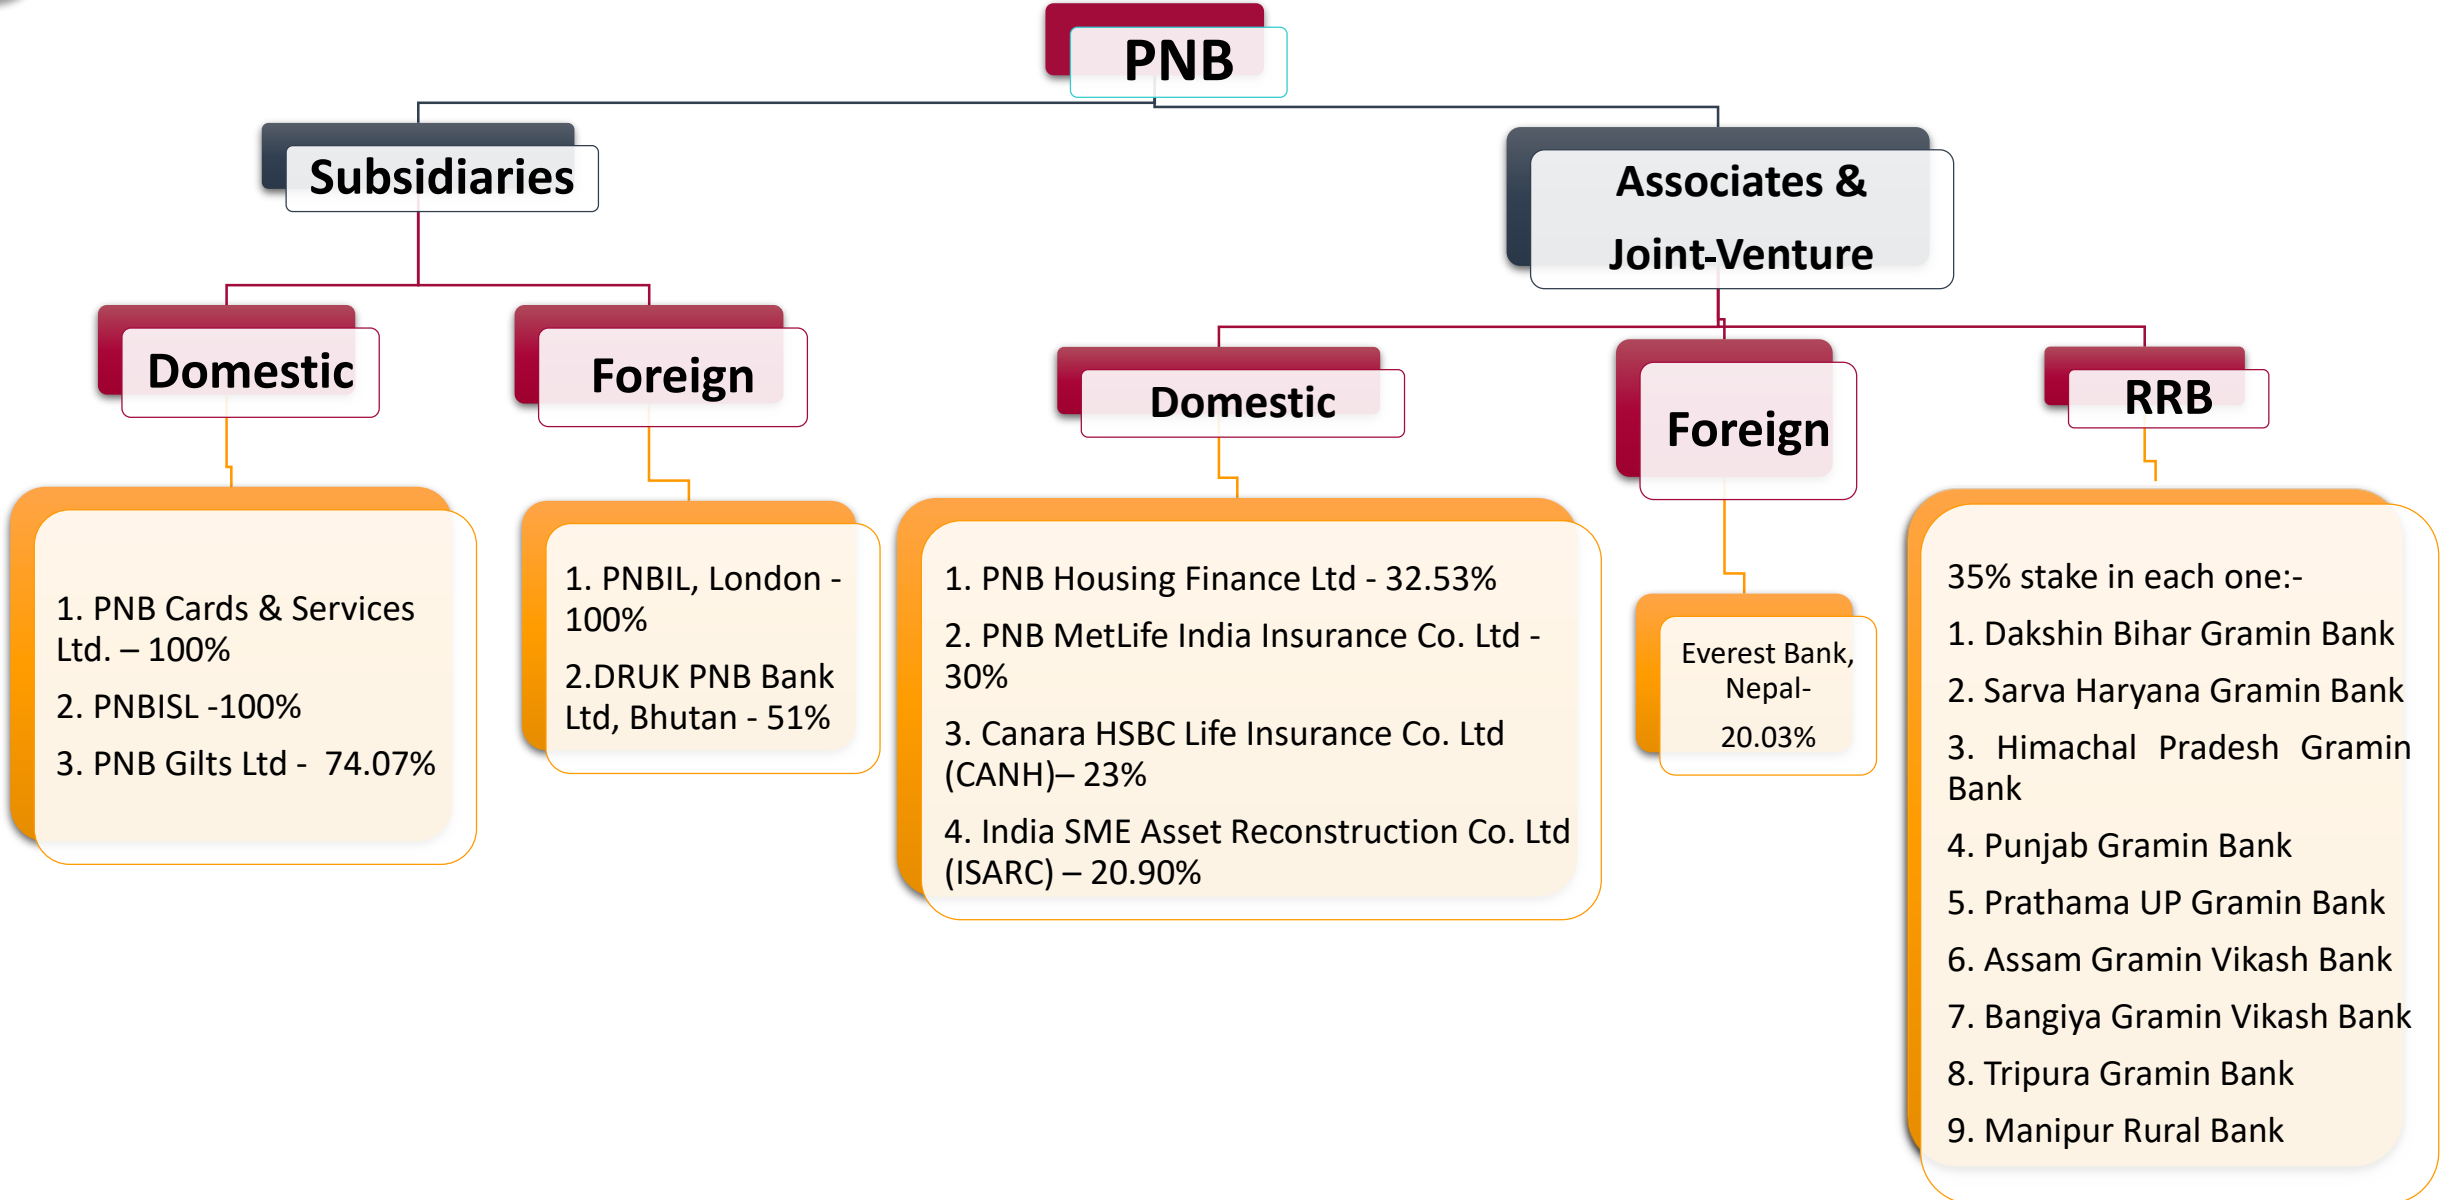 PNB
Subsidiaries
Associates &
Joint-Venture
Domestic
Foreign
Domestic
Foreign
RRB
1. PNB Cards & Services
Ltd. – 100%
2. PNBISL -100%
3. PNB Gilts Ltd - 74.07%
1. PNBIL, London -
100%
2.DRUK PNB Bank
Ltd, Bhutan - 51%
1. PNB Housing Finance Ltd - 32.53%
2. PNB MetLife India Insurance Co. Ltd -
30%
3. Canara HSBC Life Insurance Co. Ltd
(CANH)– 23%
4. India SME Asset Reconstruction Co. Ltd
(ISARC) – 20.90%
Everest Bank,
Nepal-
20.03%
35% stake in each one:-
1. Dakshin Bihar Gramin Bank
2. Sarva Haryana Gramin Bank
3. Himachal Pradesh Gramin
Bank
4. Punjab Gramin Bank
5. Prathama UP Gramin Bank
6. Assam Gramin Vikash Bank
7. Bangiya Gramin Vikash Bank
8. Tripura Gramin Bank
9. Manipur Rural Bank